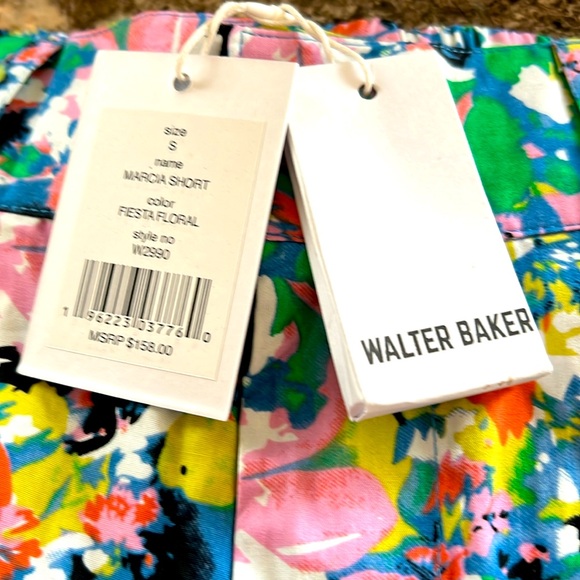 size
S
name
MARCIA SHORT
color
FIESTA FLORAL
style no
W2990
1 96223 03776 0
MSRP $158.00
WALTER BAKER